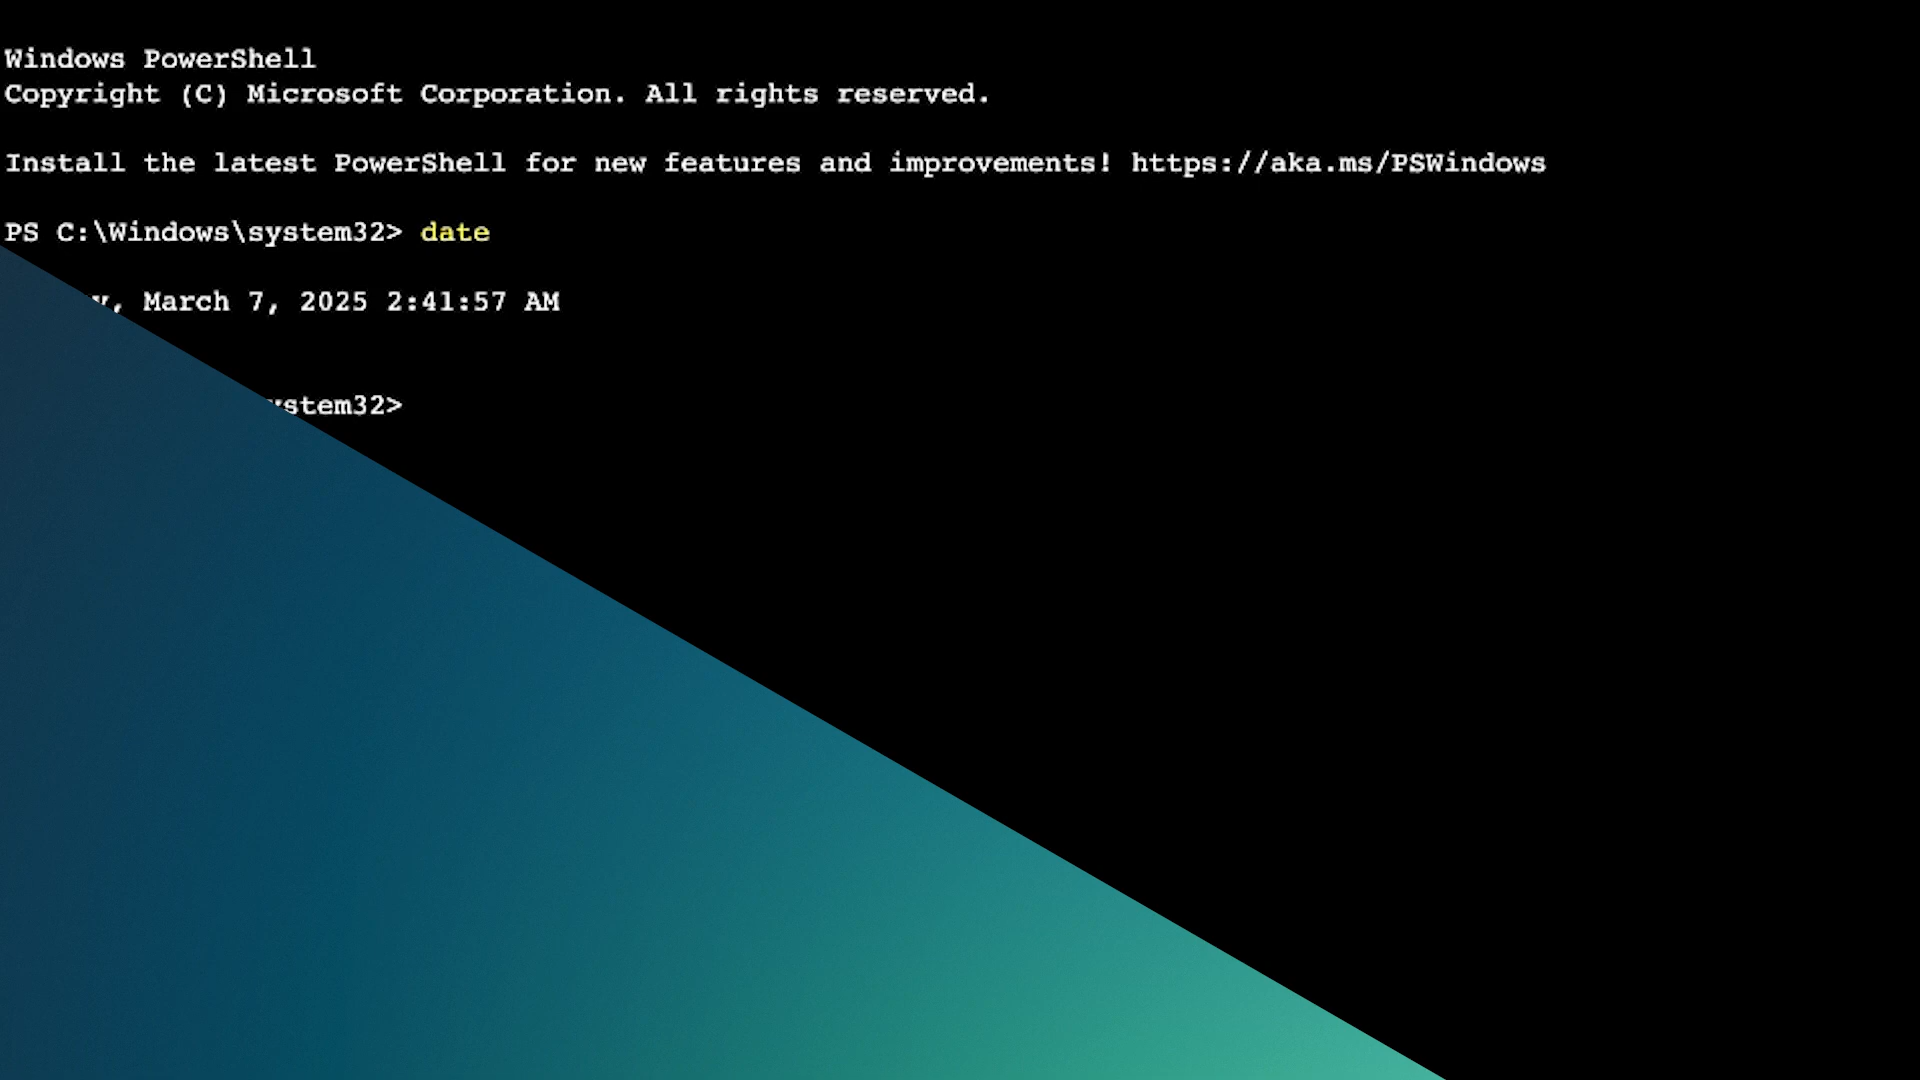 Windows PowerShell
Copyright (C) Microsoft Corporation. All rights reserved.
Install the latest PowerShell for new features and improvements! https://aka.ms/PSWindows
PS C:\Windows\system32> date
March 7, 2025 2:41:57 AM
ystem32>